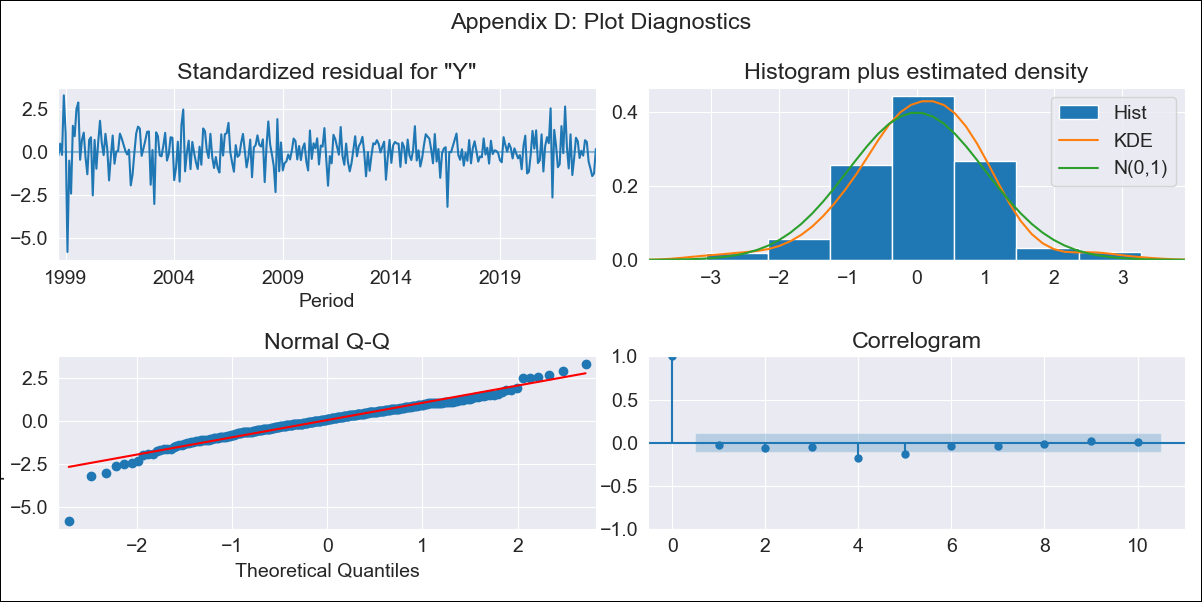 Appendix D: Plot Diagnostics
Standardized residual for "Y"
2.5
0.0
−2.5
−5.0
1999 2004 2009 2014 2019
Period
Histogram plus estimated density
0.4
0.2
0.0
Hist
KDE
N(0,1)
−3 −2 −1 0 1 2 3
Normal Q-Q
2.5
0.0
−2.5
−5.0
−2 −1 0 1 2
Theoretical Quantiles
Correlogram
1.0
0.5
0.0
−0.5
−1.0
0 2 4 6 8 10